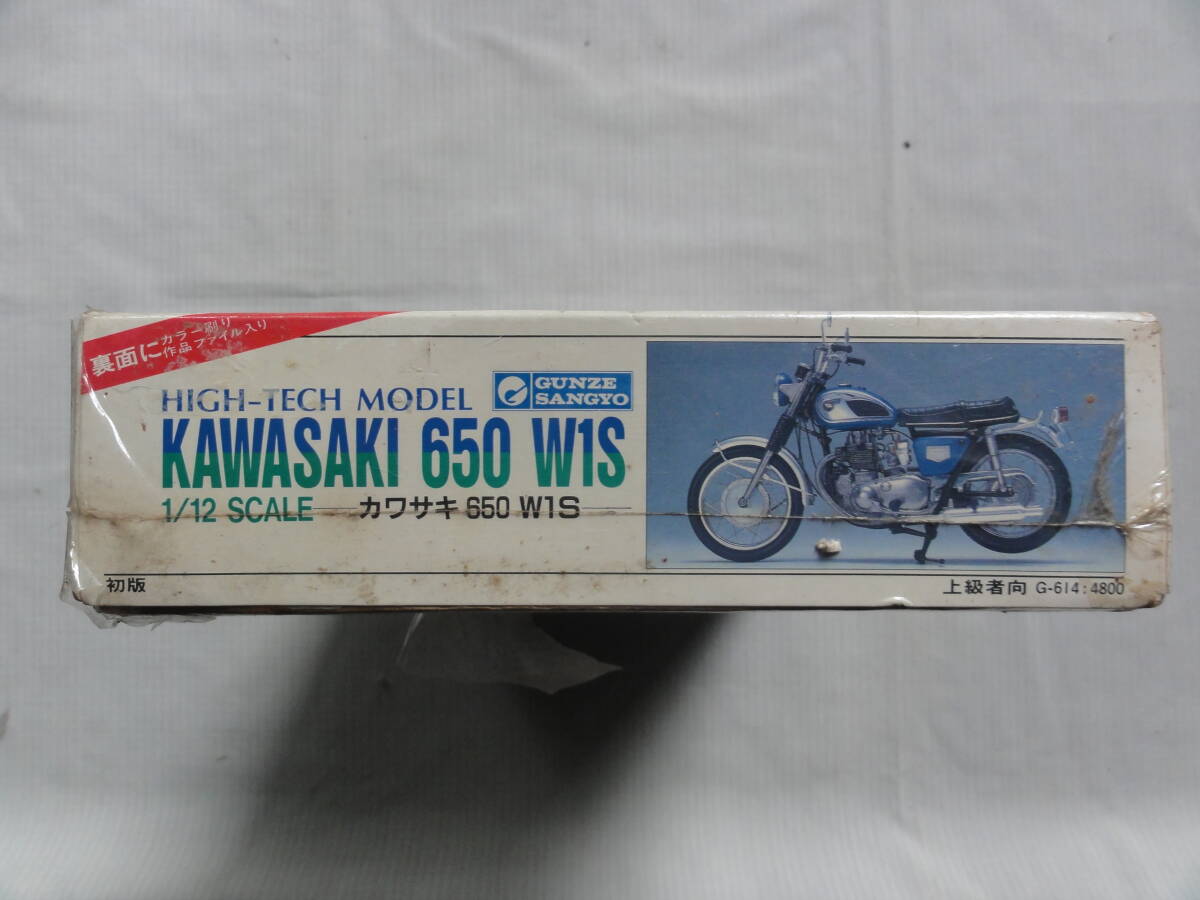 裏面にカラー刷り
作品ファイル入り
HIGH-TECH MODEL
GUNZE
SANGYO
KAWASAKI 650 W1S
1/12 SCALE カワサキ 650 W1S
初版
上級者向 G-614:4800